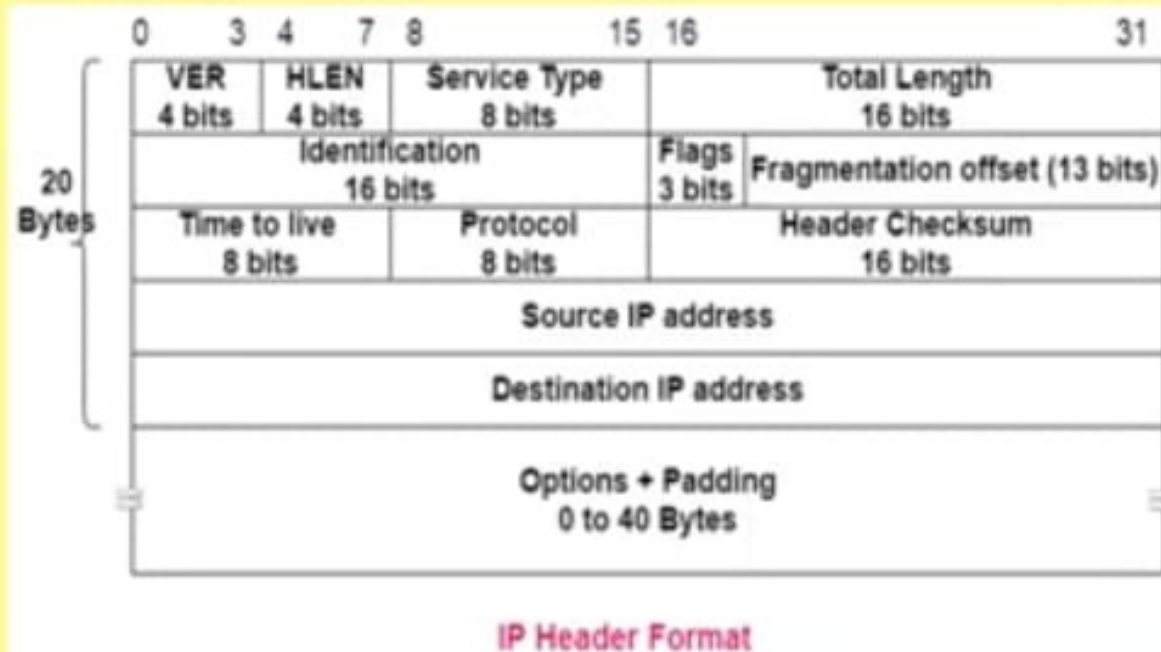 0 3 4 7 8 15 16 31
VER HLEN Service Type Total Length
4 bits 4 bits 8 bits 16 bits
Identification Flags Fragmentation offset (13 bits)
16 bits 3 bits
20
Bytes
Time to live Protocol Header Checksum
8 bits 8 bits 16 bits
Source IP address
Destination IP address
Options + Padding
0 to 40 Bytes
IP Header Format